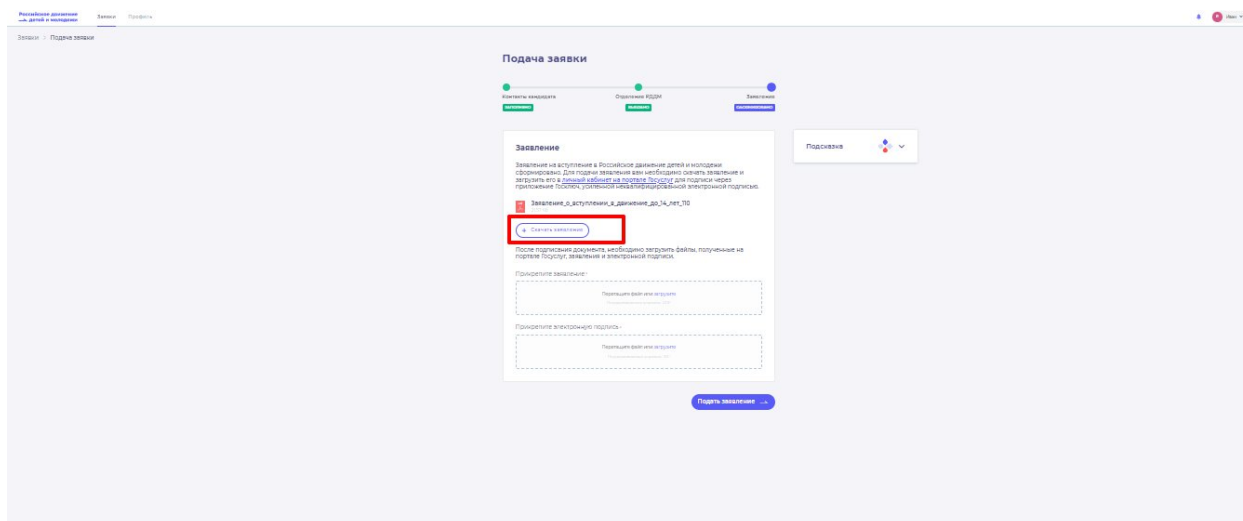 Российское движение
детей и молодежи
Заявки
Профиль
Иван
Заявки > Подача заявки
Подача заявки
Контакты кандидата
Отделение РДДМ
Заявление
ЗАПОЛНЕНО
ВЫБРАНО
Подсказка
Заявление
Заявление на вступление в Российское движение детей и молодежи
сформировано. Для подачи заявления вам необходимо скачать заявление и
загрузить его в личный кабинет на портале Госуслуг для подписи через
приложение Госключ, усиленной неквалифицированной электронной подписью.
Заявление_о_вступлении_в_движение_до_14_лет_110
Скачать заявление
После подписания документа, необходимо загрузить файлы, полученные на
портале Госуслуг, заявления и электронной подписи.
Прикрепите заявление*
Перетащите файл или загрузите
Прикрепите электронную подпись*
Перетащите файл или загрузите
Подать заявление